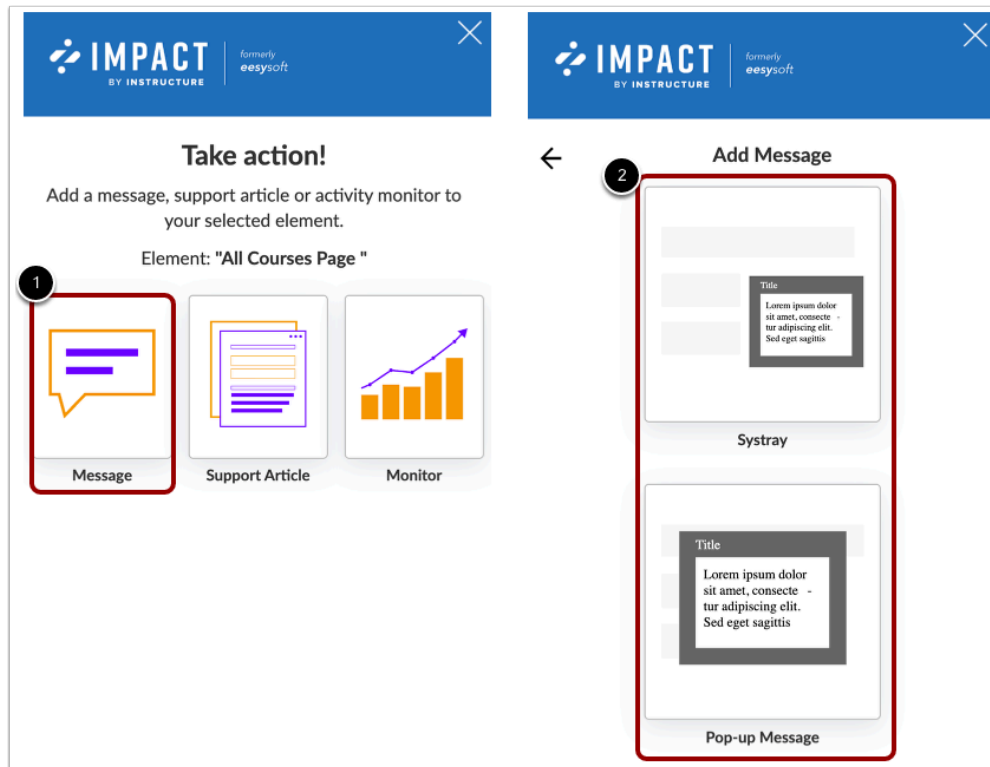 IMPACT
BY INSTRUCTURE
formerly
eesysoft
Take action!
Add a message, support article or activity monitor to
your selected element.
Element: "All Courses Page "
1
Message
Support Article
Monitor
IMPACT
BY INSTRUCTURE
formerly
eesysoft
Add Message
2
Title
Lorem ipsum dolor
sit amet, consecte -
tur adipiscing elit.
Sed eget sagittis
Systray
Title
Lorem ipsum dolor
sit amet, consecte -
tur adipiscing elit.
Sed eget sagittis
Pop-up Message